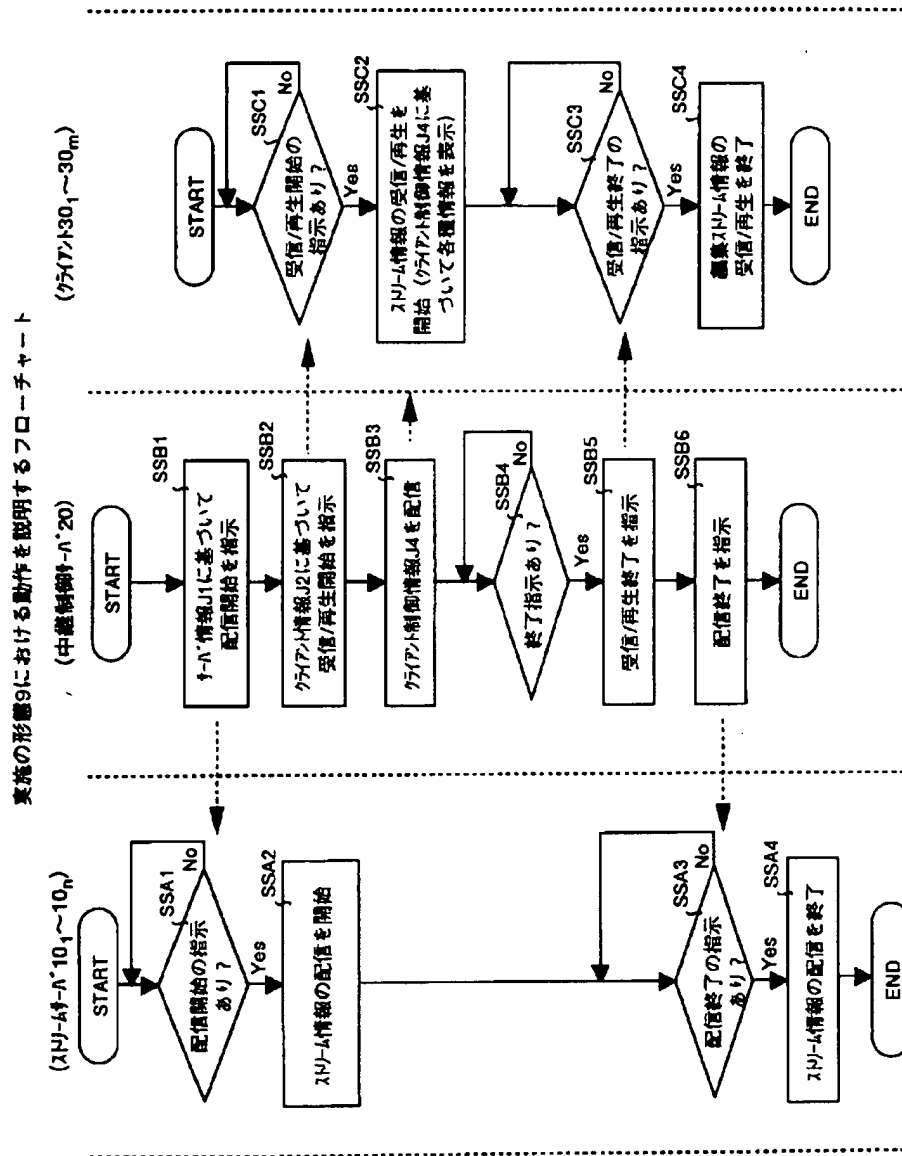 実施の形態9における動作を説明するフローチャート
(ストリームサーバ10₁～10ₙ)
START
SSA1
配信開始の指示
あり？
No
Yes
SSA2
ストリーム情報の配信を開始
SSA3
配信終了の指示
あり？
No
Yes
SSA4
ストリーム情報の配信を終了
END
(中継制御サーバ20)
START
SSB1
サーバ情報J1に基づいて
配信開始を指示
SSB2
クライアント情報J2に基づいて
受信/再生開始を指示
SSB3
クライアント制御情報J4を配信
SSB4
終了指示あり？
No
Yes
SSB5
受信/再生終了を指示
SSB6
配信終了を指示
END
(クライアント30₁～30ₘ)
START
SSC1
受信/再生開始の
指示あり？
No
Yes
SSC2
ストリーム情報の受信/再生を
開始（クライアント制御情報J4に基
づいて各種情報を表示）
SSC3
受信/再生終了の
指示あり？
No
Yes
SSC4
編集ストリーム情報の
受信/再生を終了
END